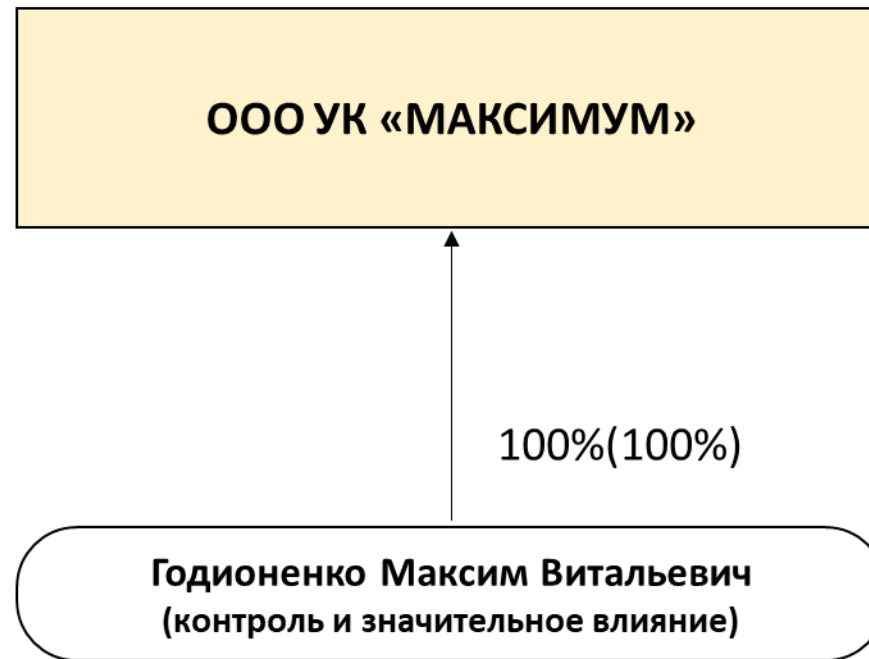 ООО УК «МАКСИМУМ»
100%(100%)
Годионенко Максим Витальевич
(контроль и значительное влияние)